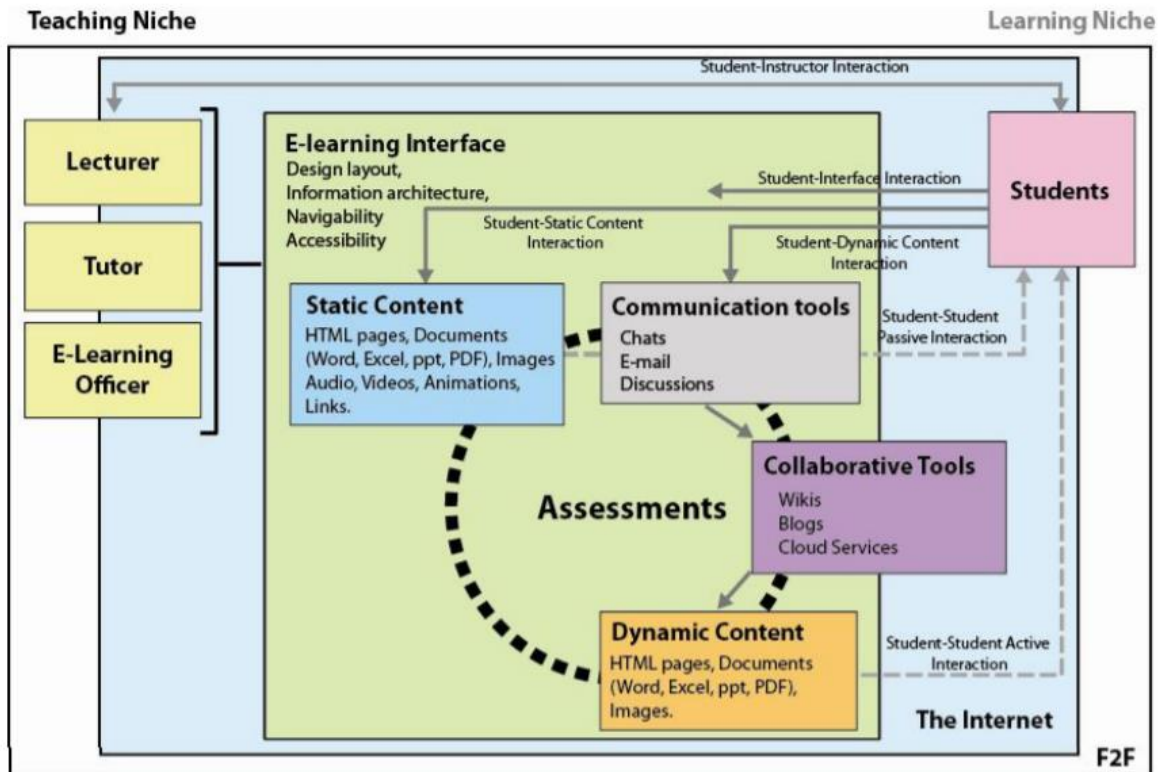 Teaching Niche
Learning Niche
Student-Instructor Interaction
Lecturer
Tutor
E-Learning
Officer
E-learning Interface
Design layout,
Information architecture,
Navigability
Accessibility
Student-Interface Interaction
Students
Student-Static Content
Interaction
Student-Dynamic Content
Interaction
Static Content
HTML pages, Documents
(Word, Excel, ppt, PDF), Images
Audio, Videos, Animations,
Links.
Communication tools
Chats
E-mail
Discussions
Student-Student
Passive Interaction
Collaborative Tools
Wikis
Blogs
Cloud Services
Assessments
Dynamic Content
HTML pages, Documents
(Word, Excel, ppt, PDF),
Images.
Student-Student Active
Interaction
The Internet
F2F